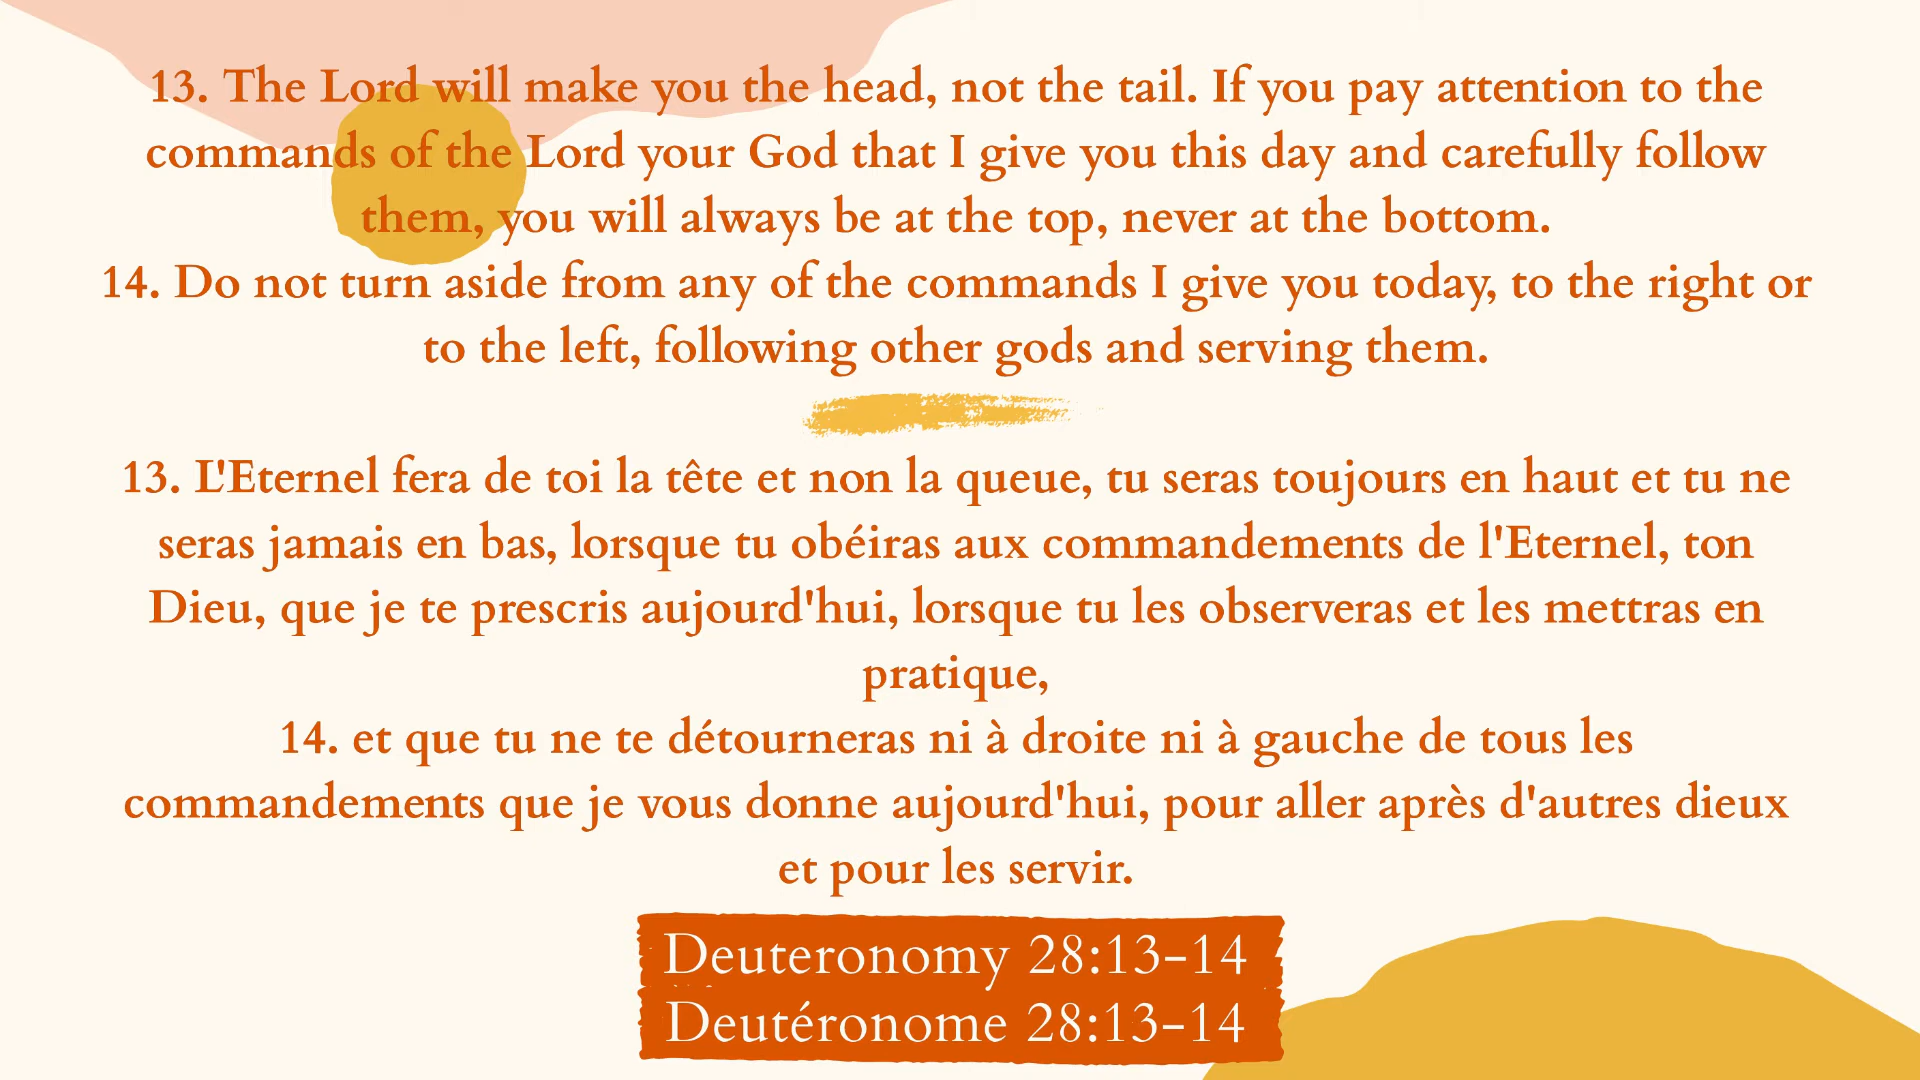 13. The Lord will make you the head, not the tail. If you pay attention to the
commands of the Lord your God that I give you this day and carefully follow
them, you will always be at the top, never at the bottom.
14. Do not turn aside from any of the commands I give you today, to the right or
to the left, following other gods and serving them.
13. L'Eternel fera de toi la tête et non la queue, tu seras toujours en haut et tu ne
seras jamais en bas, lorsque tu obéiras aux commandements de l'Eternel, ton
Dieu, que je te prescris aujourd'hui, lorsque tu les observeras et les mettras en
pratique,
14. et que tu ne te détourneras ni à droite ni à gauche de tous les
commandements que je vous donne aujourd'hui, pour aller après d'autres dieux
et pour les servir.
Deuteronomy 28:13-14
Deutéronome 28:13-14